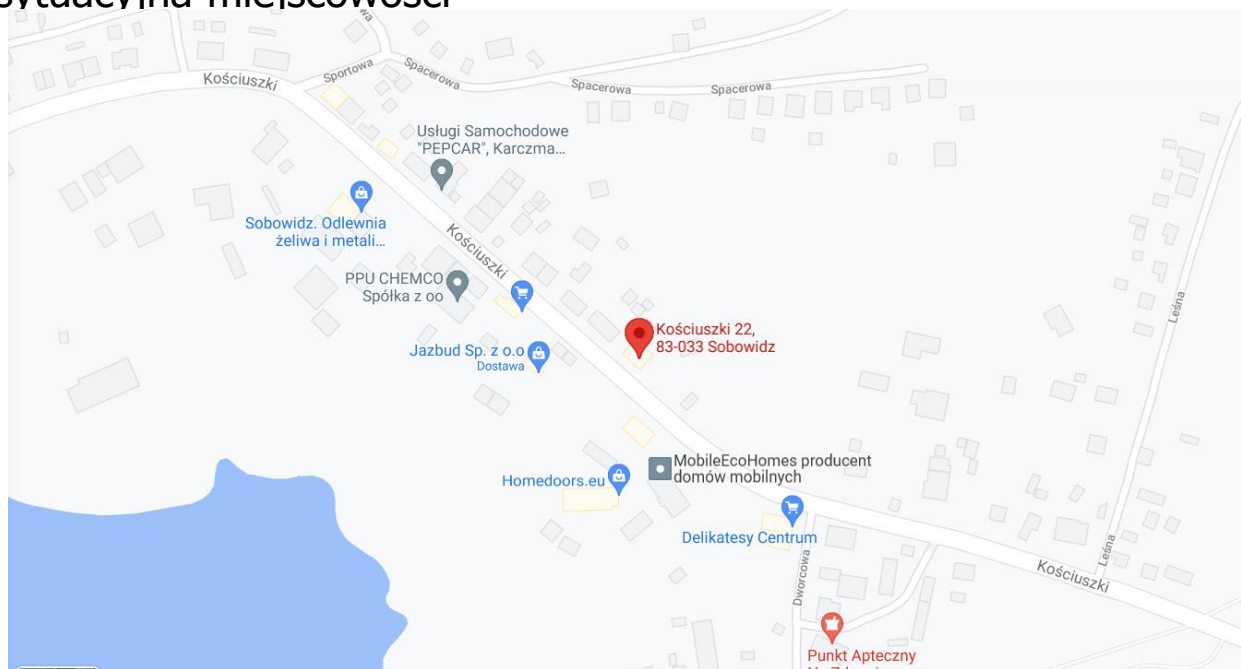 sytuacyjna miejscowości
Kościuszki
Sportowa
Spacerowa
Spacerowa
Spacerowa
Usługi Samochodowe
"PEPCAR", Karczma...
Sobowidz. Odlewnia
żeliwa i metali...
Kościuszki
PPU CHEMCO
Spółka z oo
Leśna
Kościuszki 22,
83-033 Sobowidz
Jazbud Sp. z o.o
Dostawa
MobileEcoHomes producent
domów mobilnych
Homedoors.eu
Delikatesy Centrum
Leśna
Kościuszki
Dworcowa
Punkt Apteczny